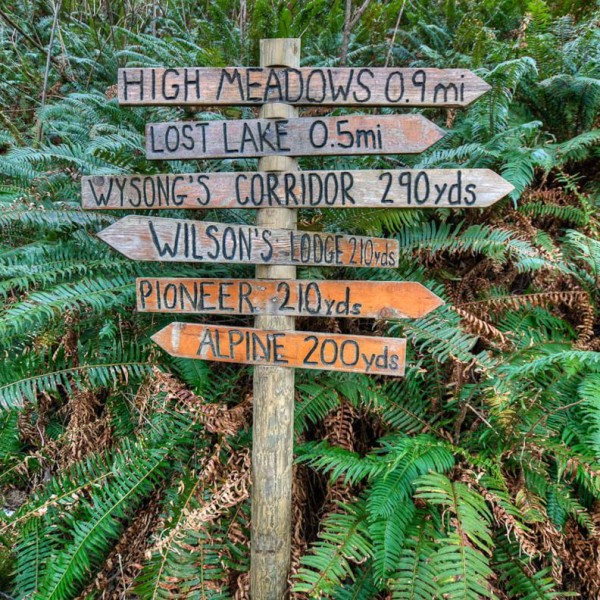 HIGH MEADOWS 0.9mi
LOST LAKE 0.5mi
WYSONG'S CORRIDOR 290yds
WILSON'S LODGE 210yds
PIONEER 210yds
ALPINE 200yds